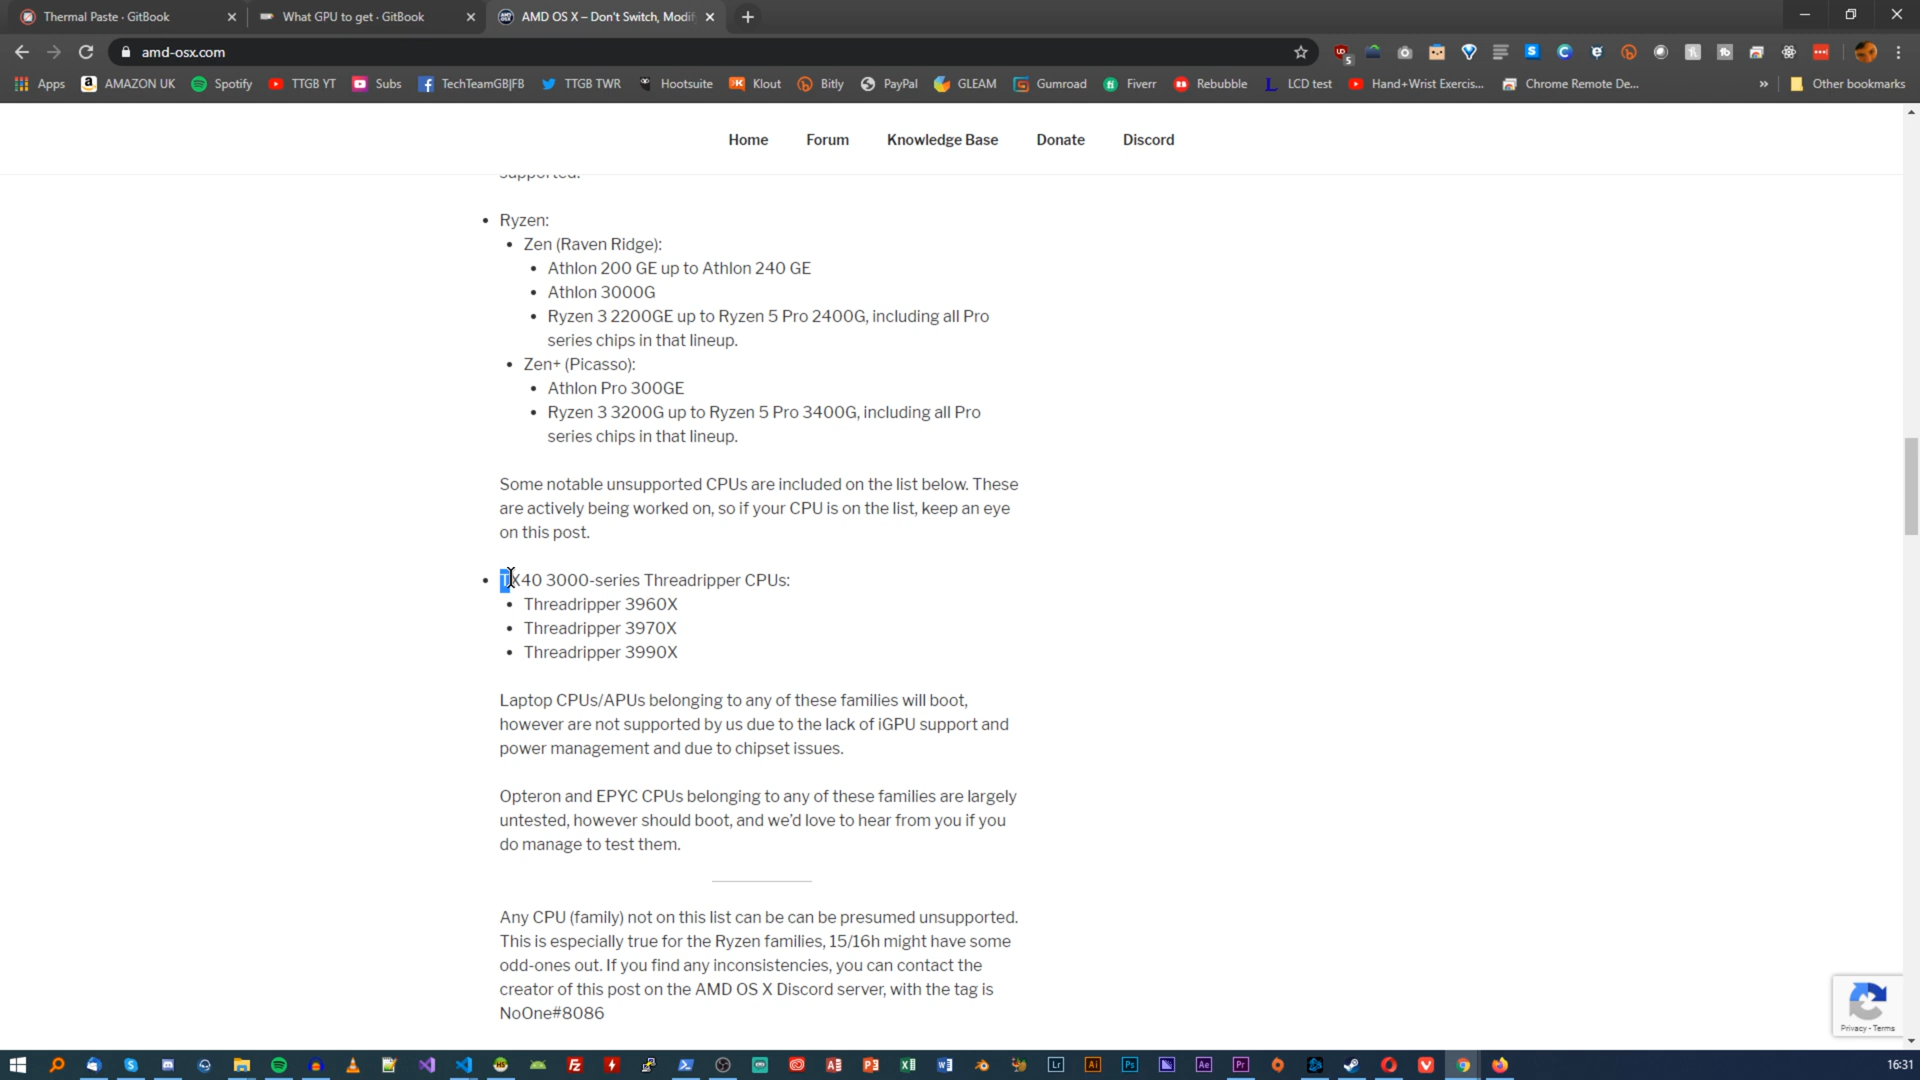 Thermal Paste · GitBook
What GPU to get · GitBook
AMD OS X – Don't Switch, Modif
amd-osx.com
5
Apps
AMAZON UK
Spotify
TTGB YT
Subs
TechTeamGB|FB
TTGB TWR
Hootsuite
Klout
Bitly
PayPal
GLEAM
Gumroad
Fiverr
Rebubble
LCD test
Hand+Wrist Exercis...
Chrome Remote De...
»
Other bookmarks
Home
Forum
Knowledge Base
Donate
Discord
supported.
• Ryzen:
• Zen (Raven Ridge):
• Athlon 200 GE up to Athlon 240 GE
• Athlon 3000G
• Ryzen 3 2200GE up to Ryzen 5 Pro 2400G, including all Pro
series chips in that lineup.
• Zen+ (Picasso):
• Athlon Pro 300GE
• Ryzen 3 3200G up to Ryzen 5 Pro 3400G, including all Pro
series chips in that lineup.
Some notable unsupported CPUs are included on the list below. These
are actively being worked on, so if your CPU is on the list, keep an eye
on this post.
• TX40 3000-series Threadripper CPUs:
• Threadripper 3960X
• Threadripper 3970X
• Threadripper 3990X
Laptop CPUs/APUs belonging to any of these families will boot,
however are not supported by us due to the lack of iGPU support and
power management and due to chipset issues.
Opteron and EPYC CPUs belonging to any of these families are largely
untested, however should boot, and we'd love to hear from you if you
do manage to test them.
Any CPU (family) not on this list can be can be presumed unsupported.
This is especially true for the Ryzen families, 15/16h might have some
odd-ones out. If you find any inconsistencies, you can contact the
creator of this post on the AMD OS X Discord server, with the tag is
NoOne#8086
Privacy - Terms
16:31